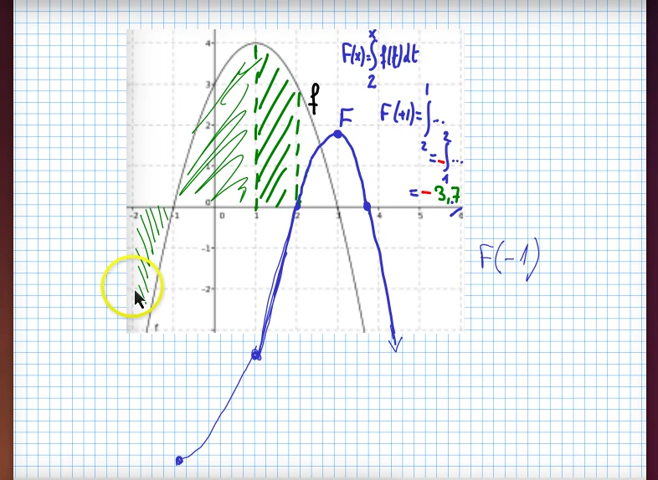 F(x)=∫₂ˣ f(t)dt
4
3
f
F
F(+1)=∫₂¹ ...
2
=-∫₁² ...
1
=-3,7
0
-2 -1 0 1 2 3 4 5 6
-1
F(-1)
-2
f